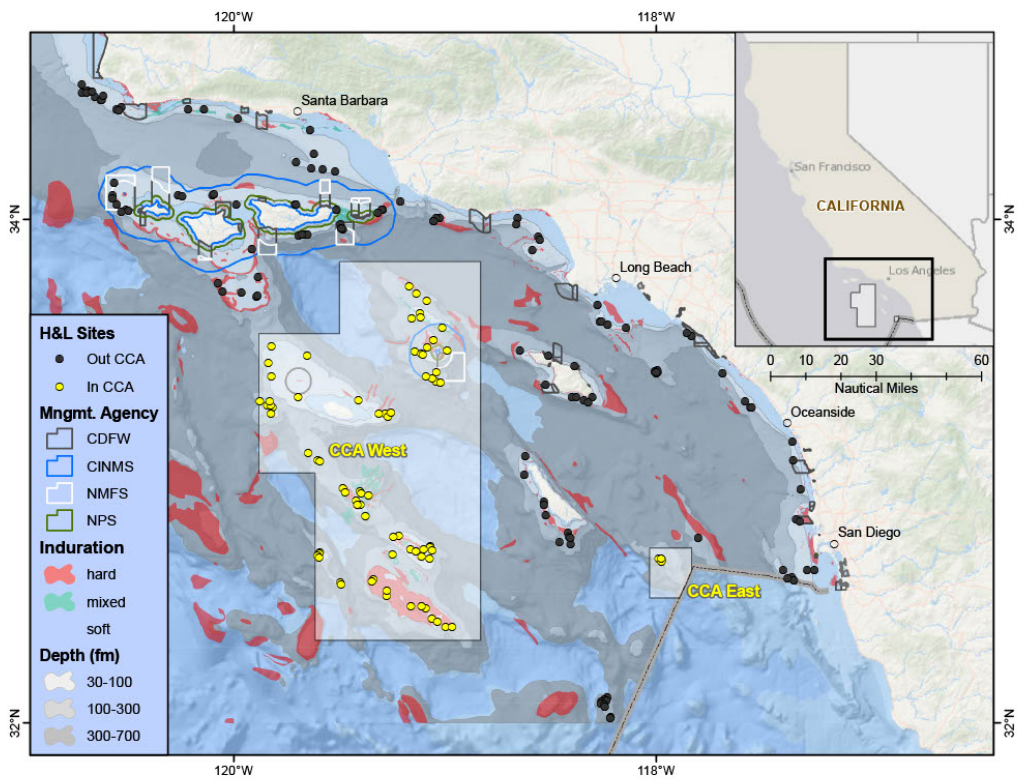 120°W
118°W
Santa Barbara
San Francisco
CALIFORNIA
34°N
34°N
Long Beach
Los Angeles
H&L Sites
Out CCA
In CCA
0 10 20 30 40 60
Nautical Miles
Mngmt. Agency
Oceanside
CDFW
CCA West
CINMS
NMFS
NPS
San Diego
Induration
hard
mixed
CCA East
soft
Depth (fm)
30-100
100-300
32°N
32°N
300-700
120°W
118°W